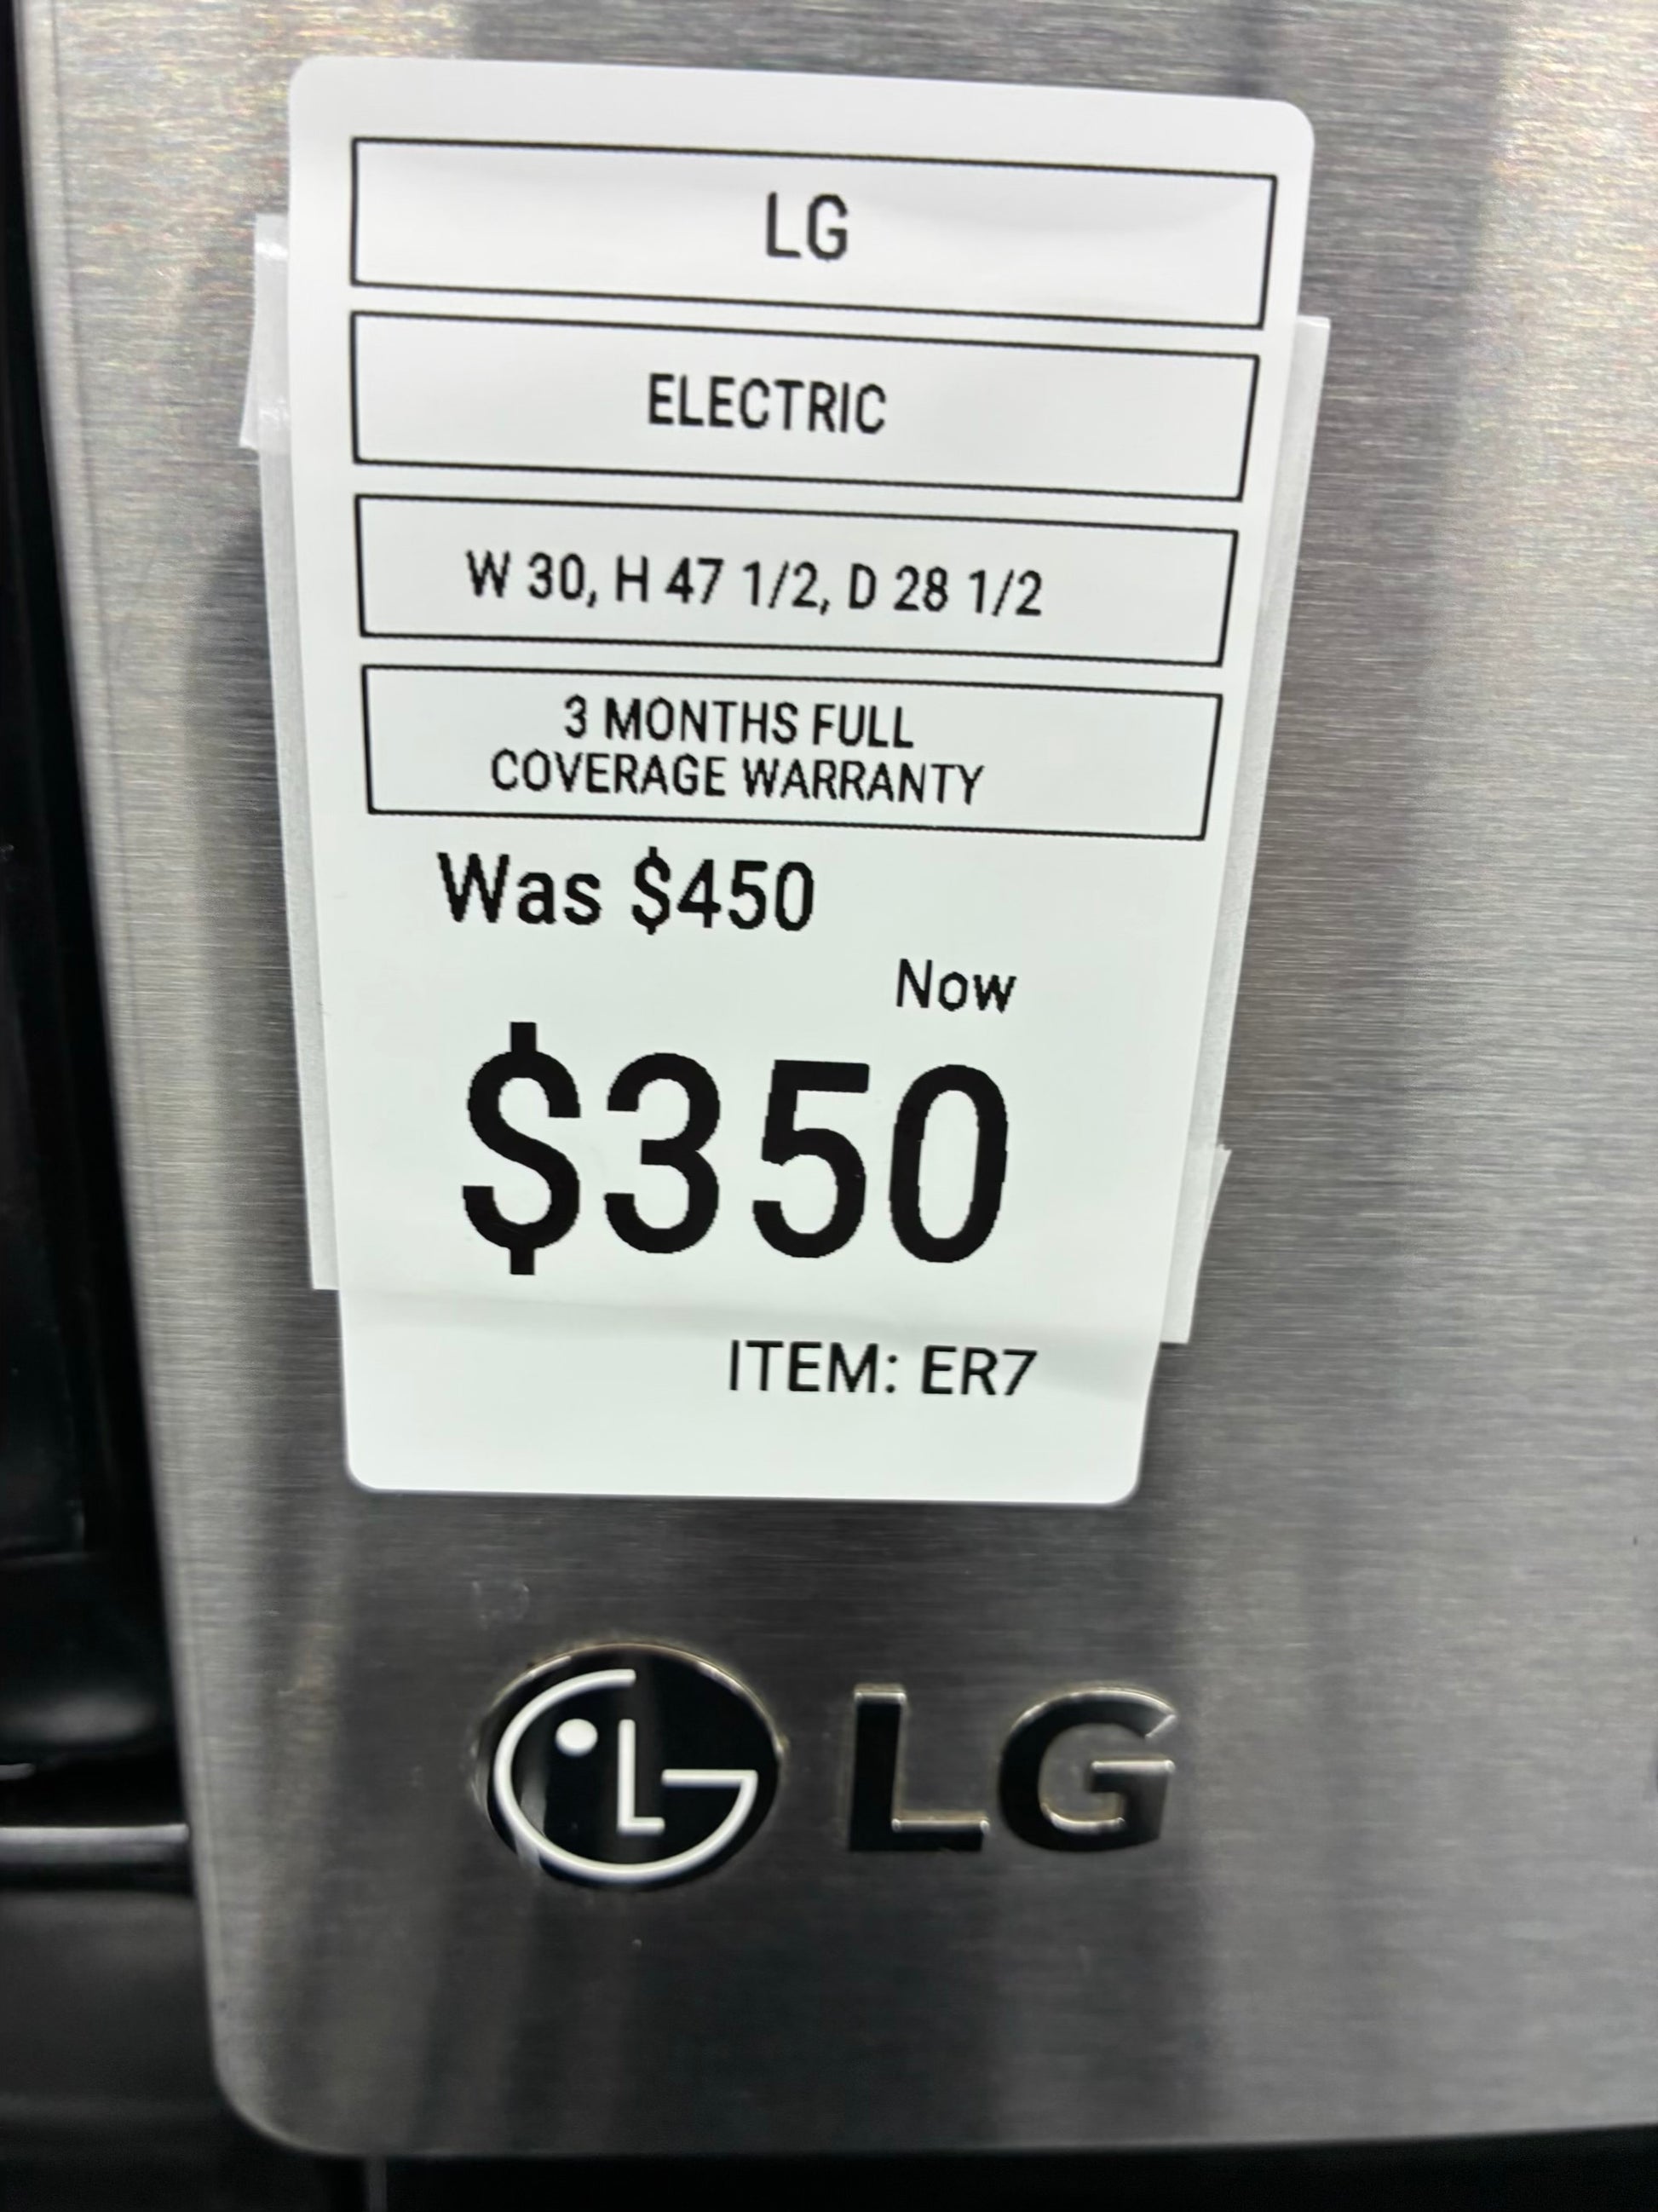 LG
ELECTRIC
W 30, H 47 1/2, D 28 1/2
3 MONTHS FULL
COVERAGE WARRANTY
Was $450
Now
$350
ITEM: ER7
LG LG